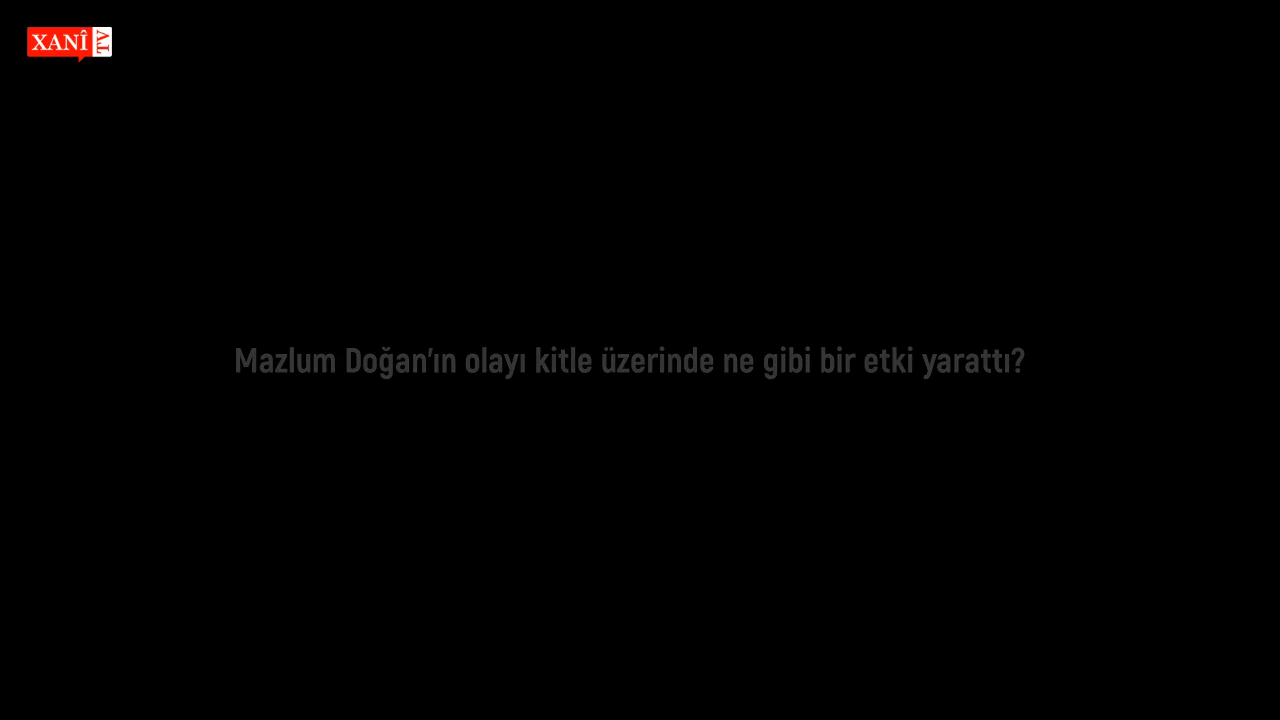 XANÎ TV
Mazlum Doğan'ın olayı kitle üzerinde ne gibi bir etki yarattı?